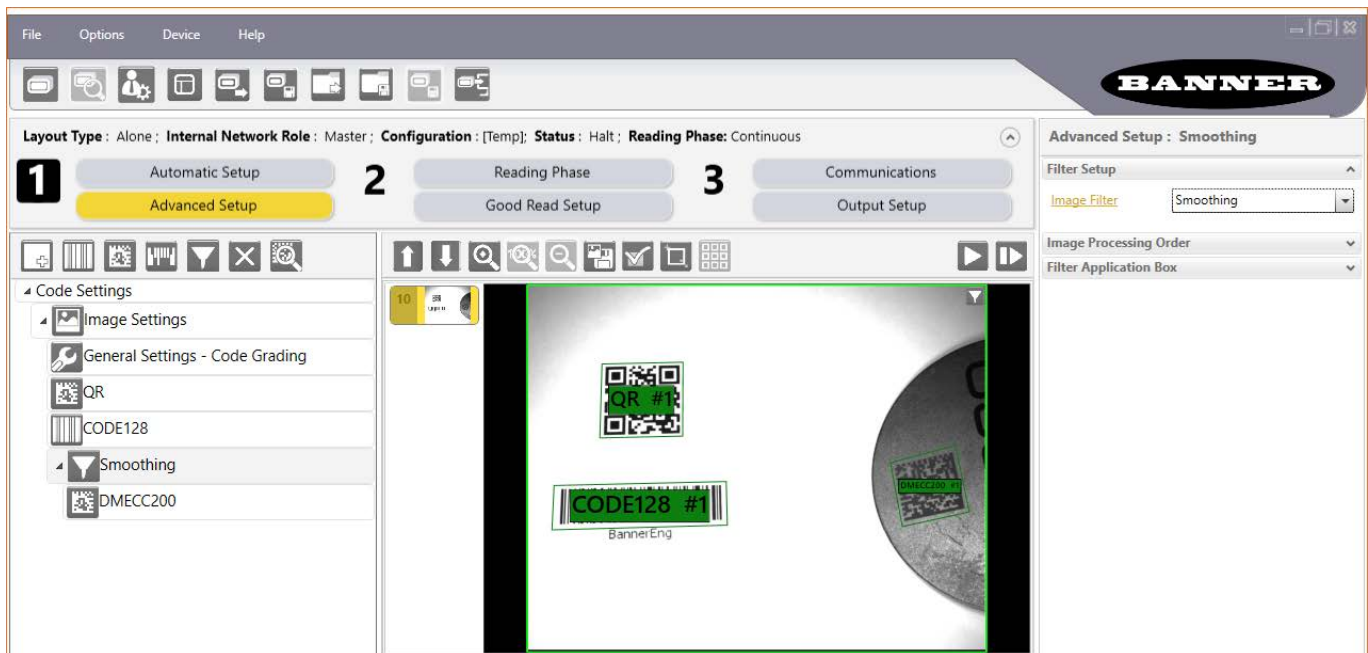 File Options Device Help
BANNER
Layout Type : Alone ; Internal Network Role : Master ; Configuration : [Temp]; Status : Halt ; Reading Phase: Continuous
1 Automatic Setup 2 Reading Phase 3 Communications
Advanced Setup Good Read Setup Output Setup
Advanced Setup : Smoothing
Filter Setup
Image Filter Smoothing
Image Processing Order
Filter Application Box
Code Settings
Image Settings
General Settings - Code Grading
QR
CODE128
Smoothing
DMECC200
10
QR #1
CODE128 #1
BannerEng
DMECC200 #1